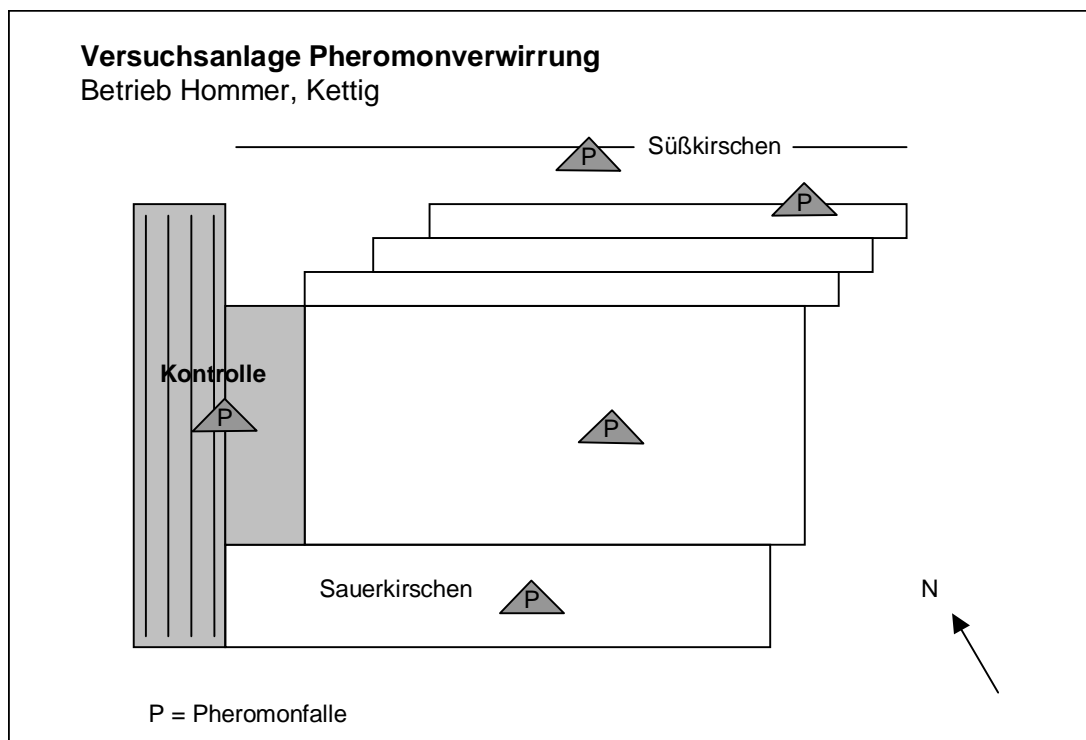 Versuchsanlage Pheromonverwirrung
Betrieb Hommer, Kettig
P
Süßkirschen
P
Kontrolle
P
P
Sauerkirschen
P
N
P = Pheromonfalle